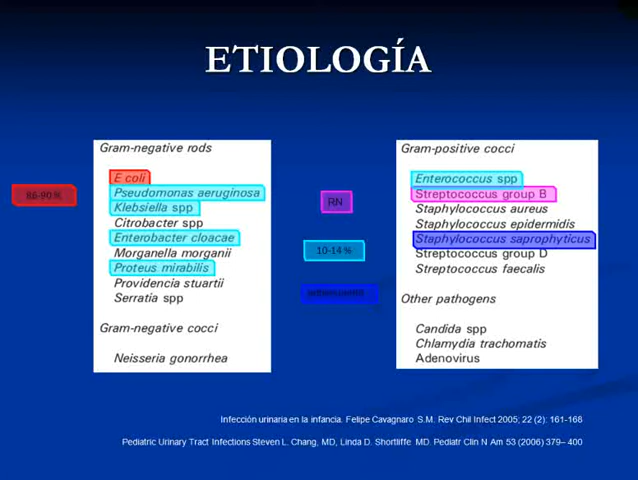 ETIOLOGÍA
Gram-negative rods
E coli
Pseudomonas aeruginosa
Klebsiella spp
Citrobacter spp
Enterobacter cloacae
Morganella morganii
Proteus mirabilis
Providencia stuartii
Serratia spp
Gram-negative cocci
Neisseria gonorrhea
86-90 %
RN
10-14 %
Gram-positive cocci
Enterococcus spp
Streptococcus group B
Staphylococcus aureus
Staphylococcus epidermidis
Staphylococcus saprophyticus
Streptococcus group D
Streptococcus faecalis
Other pathogens
Candida spp
Chlamydia trachomatis
Adenovirus
Infección urinaria en la infancia. Felipe Cavagnaro S.M. Rev Chil Infect 2005; 22 (2): 161-168
Pediatric Urinary Tract Infections Steven L. Chang, MD, Linda D. Shortliffe MD. Pediatr Clin N Am 53 (2006) 379– 400